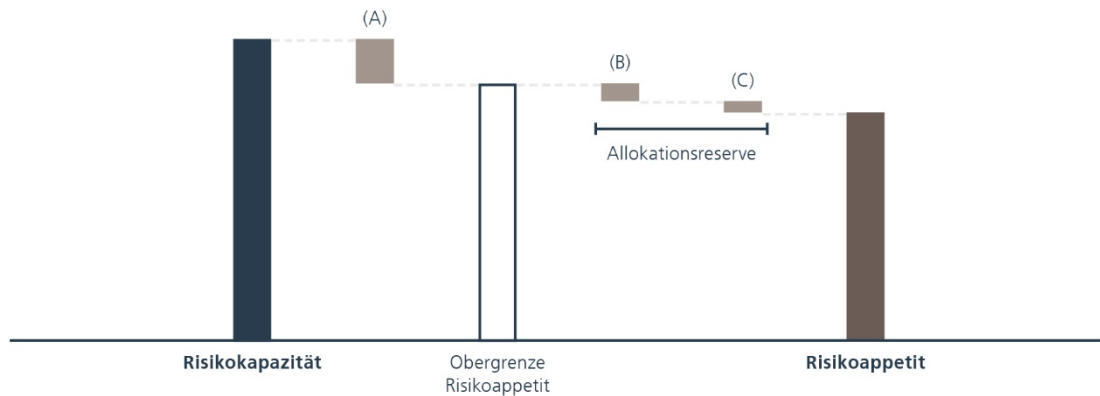 (A)
(B)
(C)
Allokationsreserve
Risikokapazität
Obergrenze
Risikoappetit
Risikoappetit